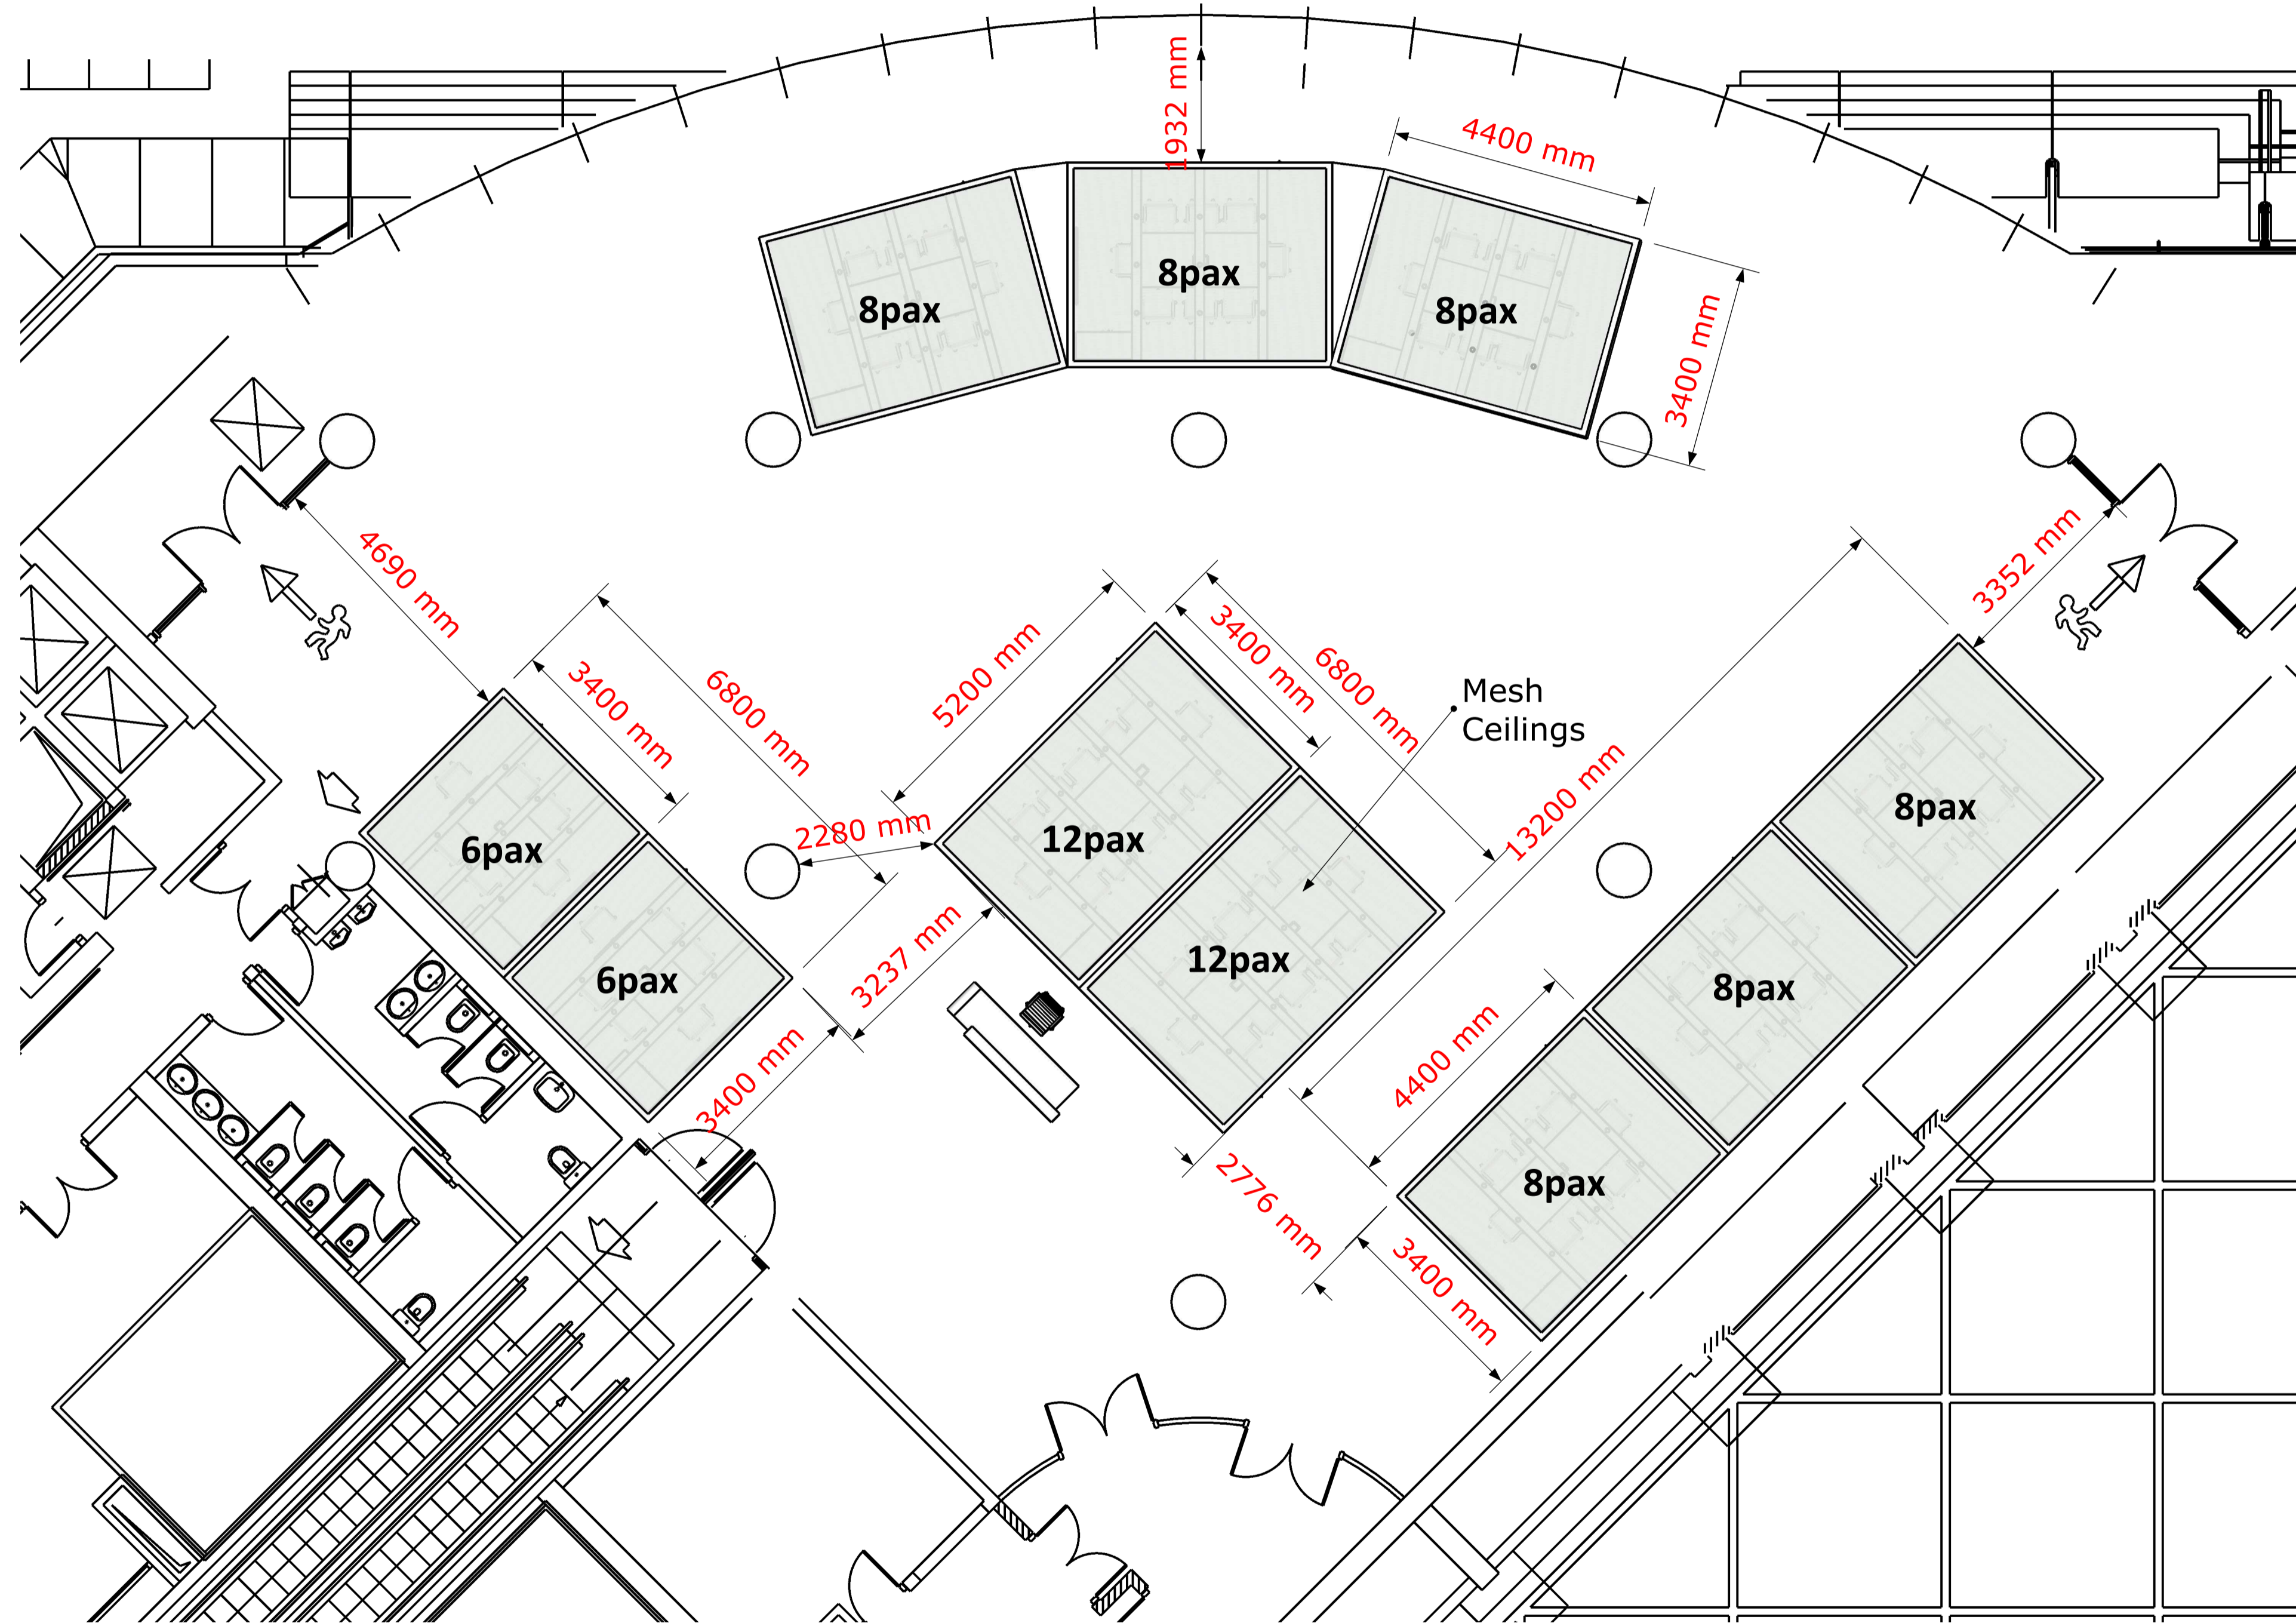 1932 mm
4400 mm
8pax
8pax
8pax
3400 mm
4690 mm
3352 mm
3400 mm
6800 mm
5200 mm
3400 mm
6800 mm
Mesh
Ceilings
13200 mm
2280 mm
6pax
6pax
12pax
12pax
8pax
8pax
8pax
3237 mm
3400 mm
4400 mm
2776 mm
3400 mm